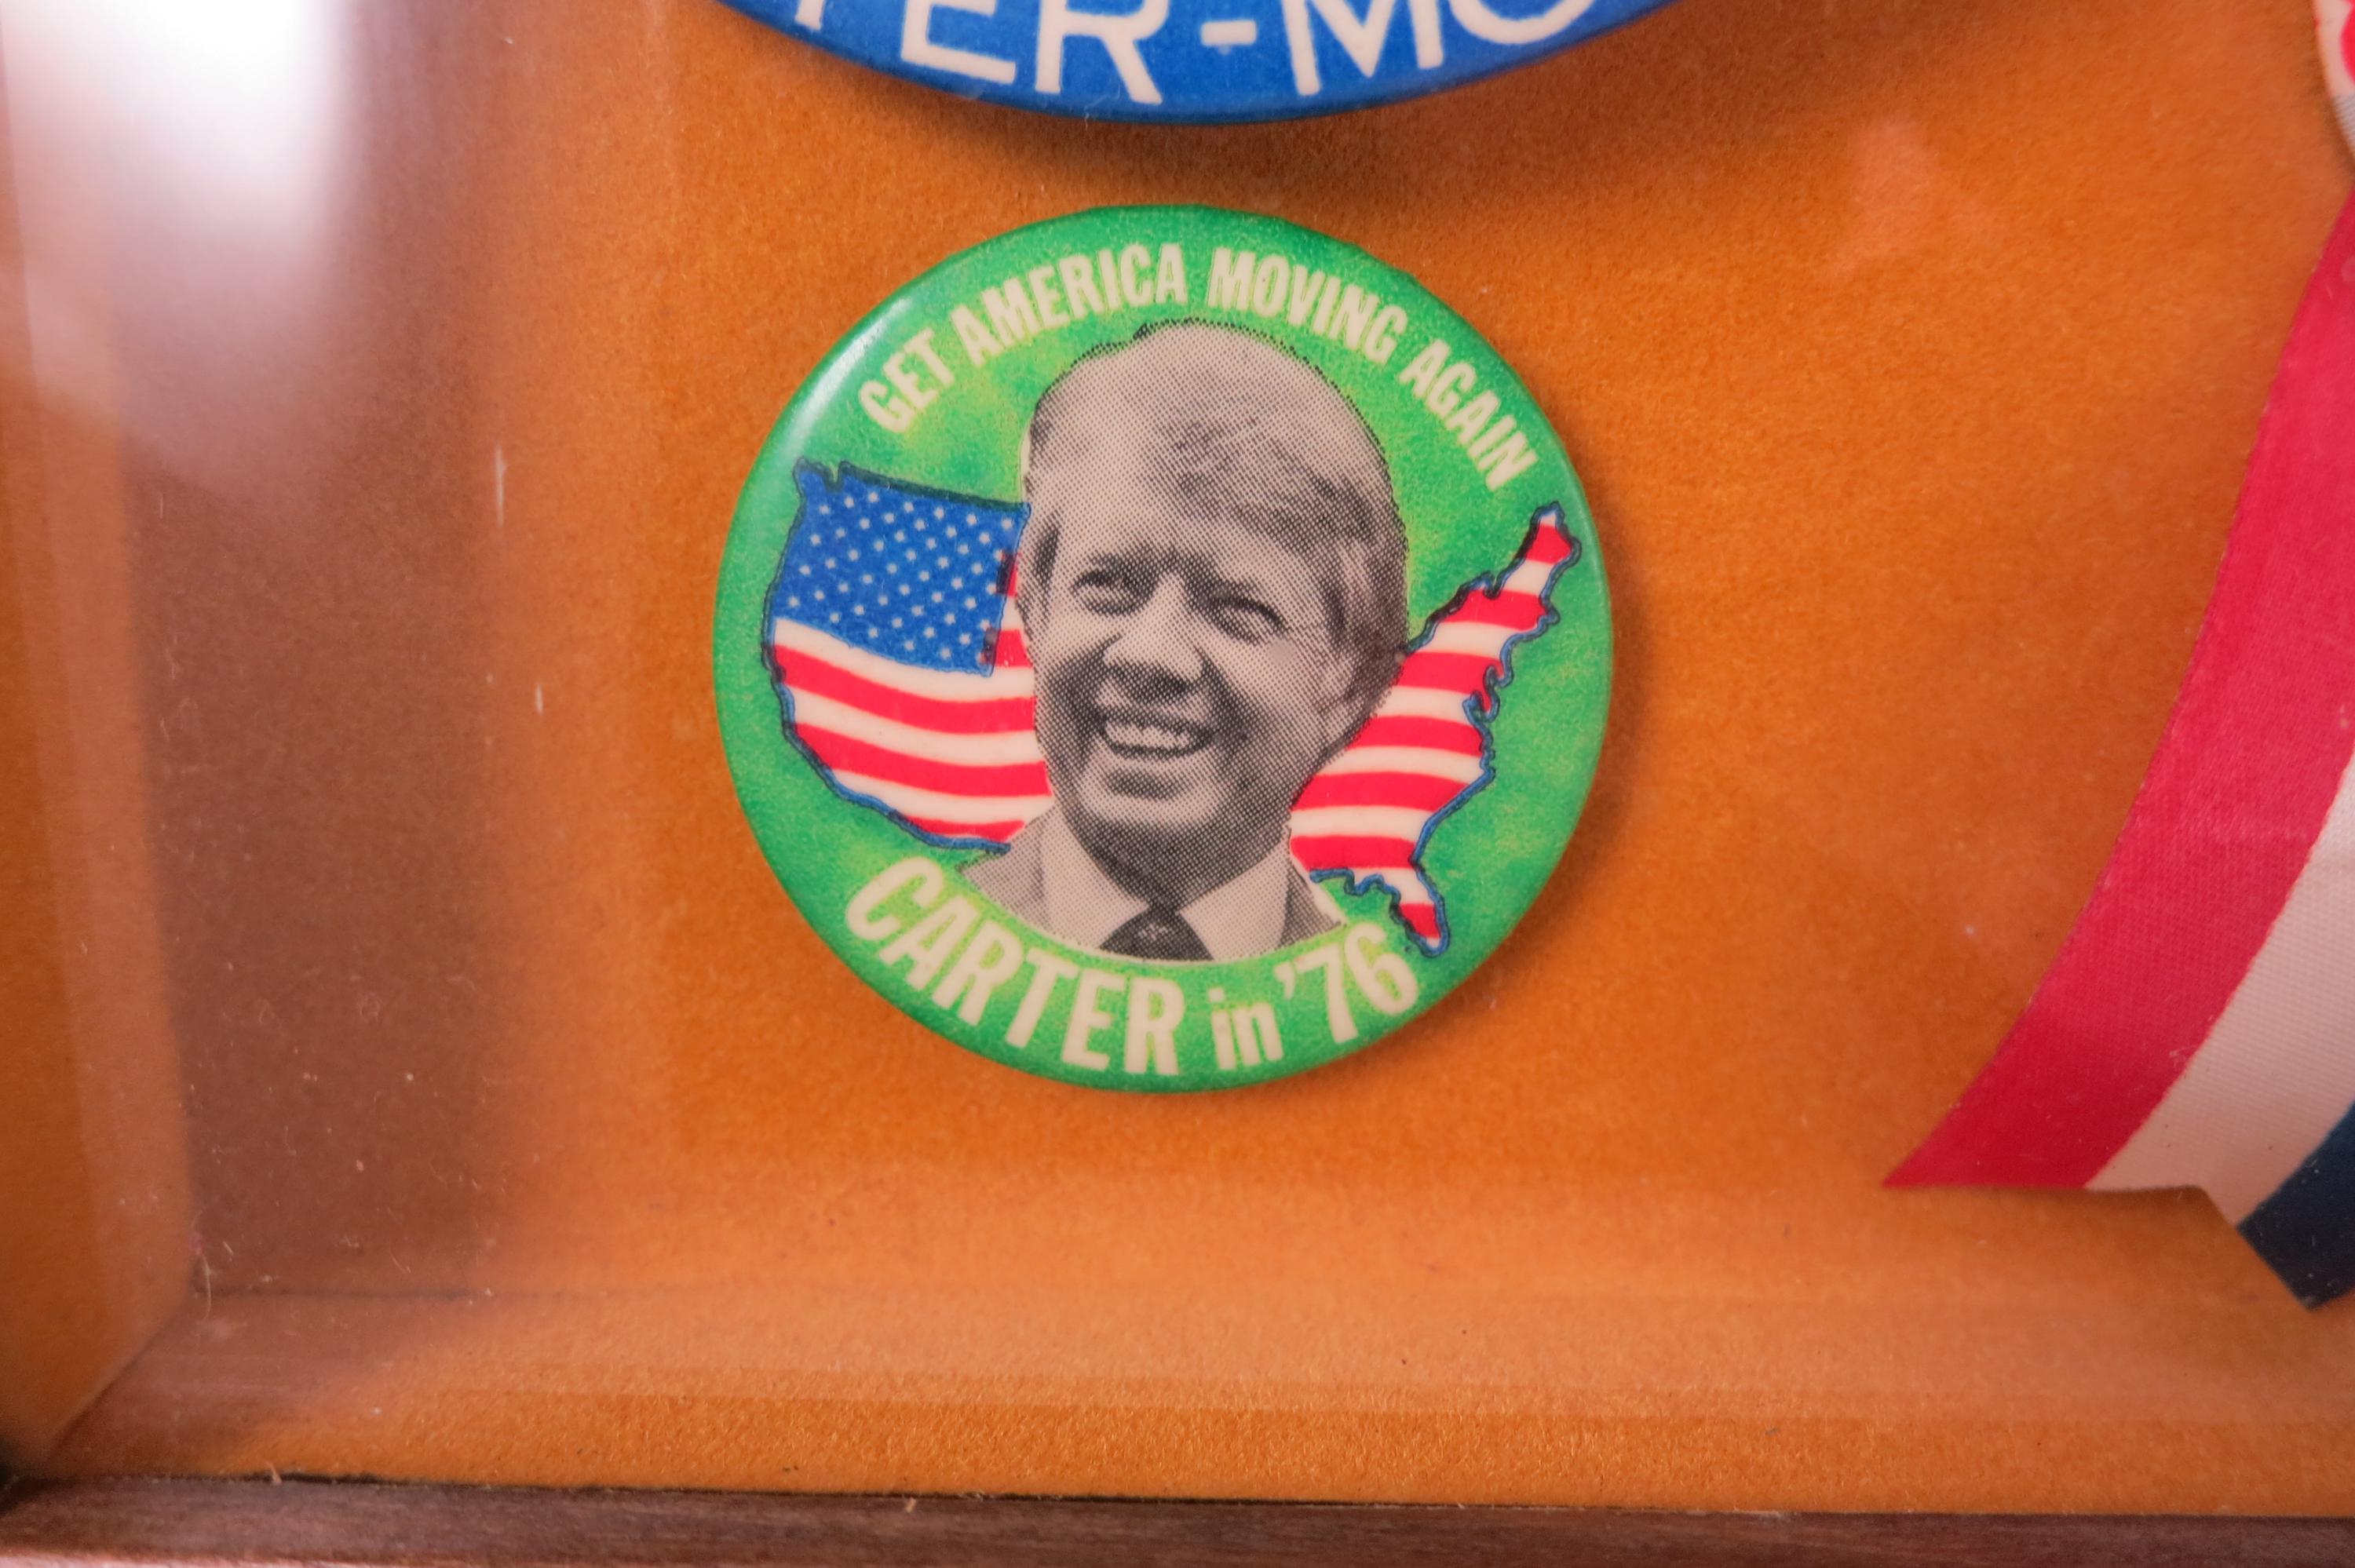 TER-MO
GET AMERICA MOVING AGAIN
CARTER in '76